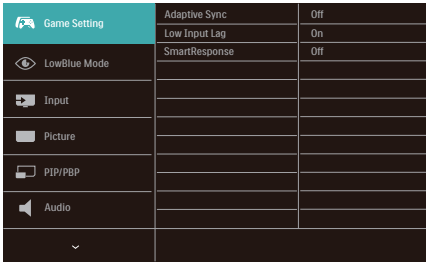 Game Setting
LowBlue Mode
Input
Picture
PIP/PBP
Audio
Adaptive Sync Off
Low Input Lag On
SmartResponse Off